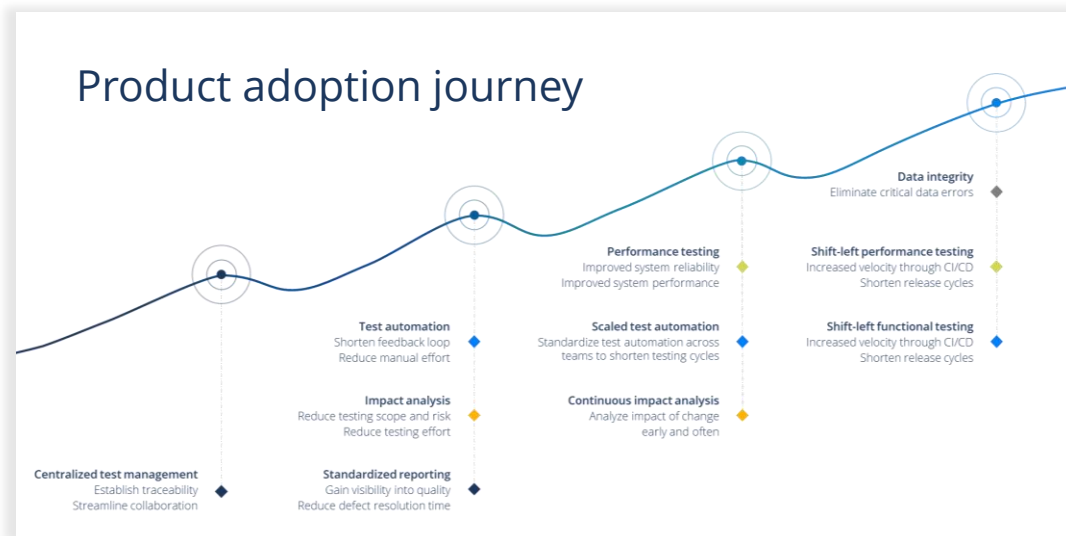 Product adoption journey
Centralized test management
Establish traceability
Streamline collaboration
Test automation
Shorten feedback loop
Reduce manual effort
Impact analysis
Reduce testing scope and risk
Reduce testing effort
Standardized reporting
Gain visibility into quality
Reduce defect resolution time
Performance testing
Improved system reliability
Improved system performance
Scaled test automation
Standardize test automation across
teams to shorten testing cycles
Continuous impact analysis
Analyze impact of change
early and often
Data integrity
Eliminate critical data errors
Shift-left performance testing
Increased velocity through CI/CD
Shorten release cycles
Shift-left functional testing
Increased velocity through CI/CD
Shorten release cycles